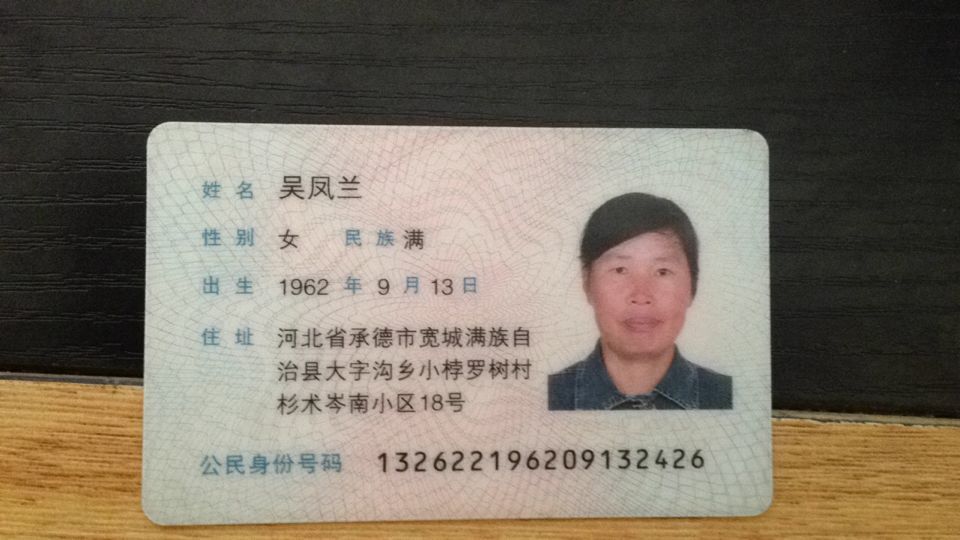 姓名 吴凤兰
性别 女 民族 满
出生 1962 年 9 月 13 日
住址 河北省承德市宽城满族自
治县大字沟乡小桲罗树村
杉木岑南小区18号
公民身份号码 132622196209132426